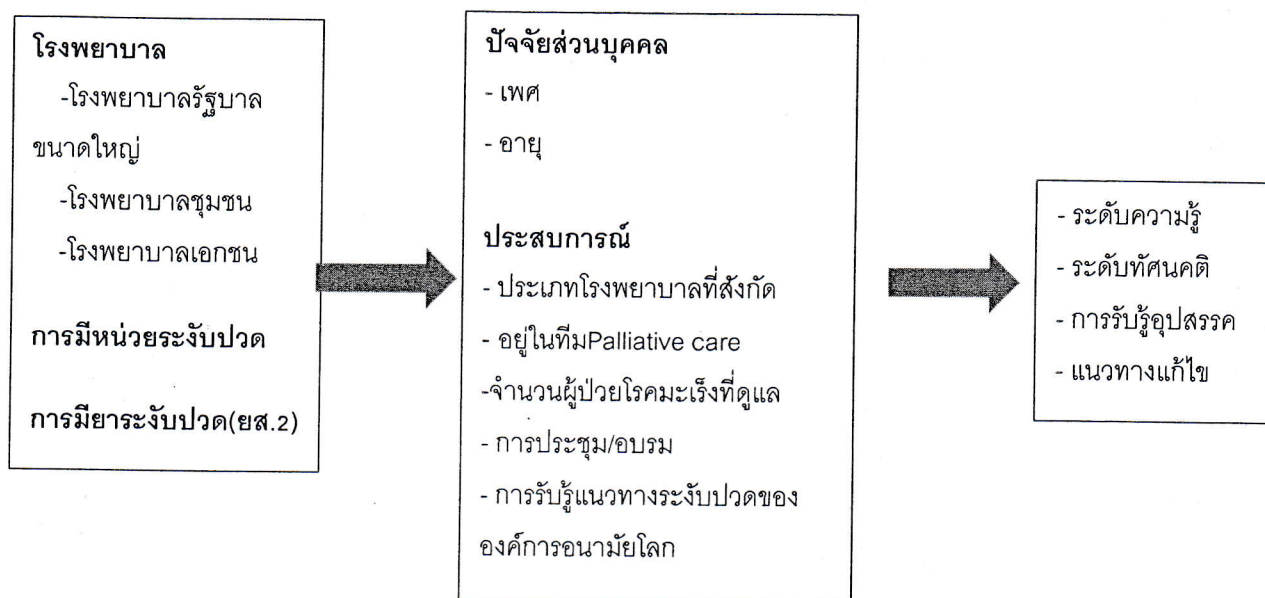 โรงพยาบาล
-โรงพยาบาลรัฐบาล
ขนาดใหญ่
-โรงพยาบาลชุมชน
-โรงพยาบาลเอกชน
การมีหน่วยระงับปวด
การมียาระงับปวด(ยส.2)
ปัจจัยส่วนบุคคล
- เพศ
- อายุ
ประสบการณ์
- ประเภทโรงพยาบาลที่สังกัด
- อยู่ในทีมPalliative care
-จำนวนผู้ป่วยโรคมะเร็งที่ดูแล
- การประชุม/อบรม
- การรับรู้แนวทางระงับปวดของ
องค์การอนามัยโลก
- ระดับความรู้
- ระดับทัศนคติ
- การรับรู้อุปสรรค
- แนวทางแก้ไข